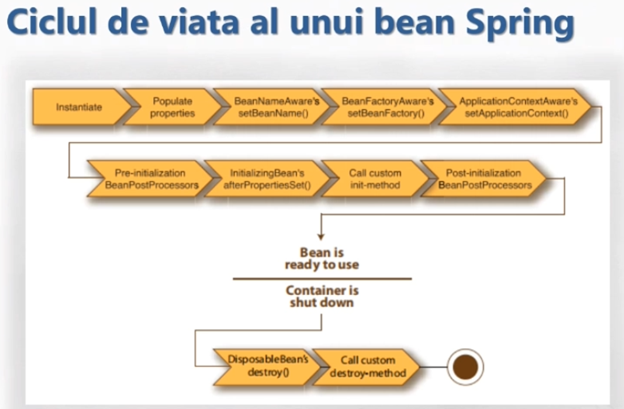 Ciclul de viata al unui bean Spring
Instantiate
Populate
properties
BeanNameAware's
setBeanName()
BeanFactoryAware's
setBeanFactory()
ApplicationContextAware's
setApplicationContext()
Pre-initialization
BeanPostProcessors
InitializingBean's
afterPropertiesSet()
Call custom
init-method
Post-initialization
BeanPostProcessors
Bean is
ready to use
Container is
shut down
DisposableBean's
destroy()
Call custom
destroy-method